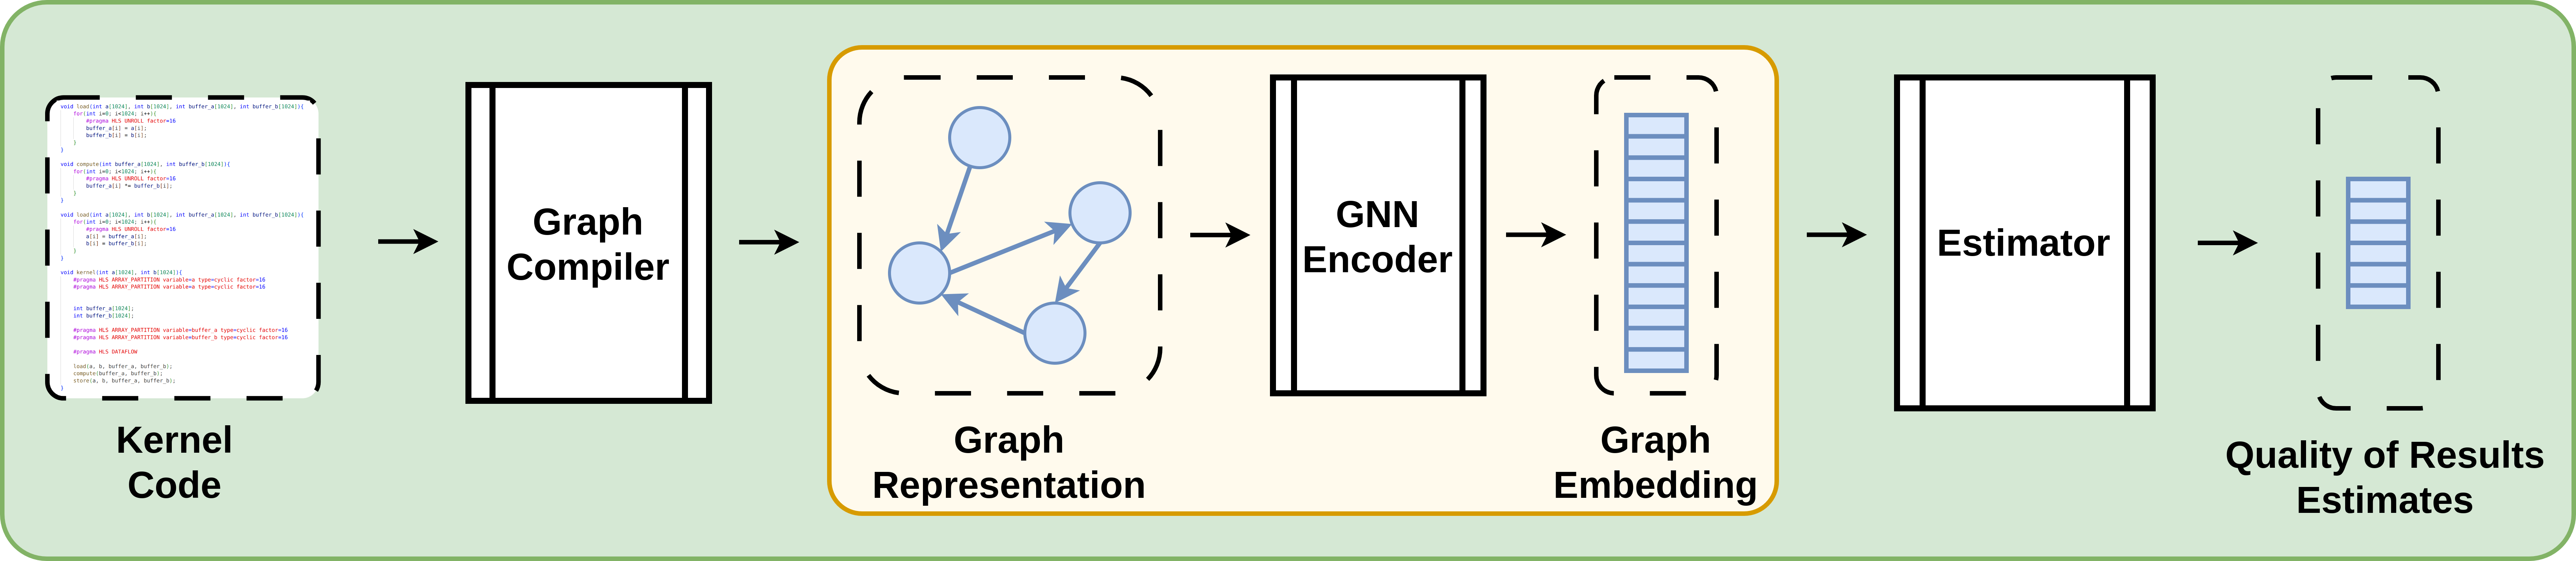 void load(int a[1024], int b[1024], int buffer_a[1024], int buffer_b[1024]){
for(int i=0; i<1024; i++){
#pragma HLS UNROLL factor=16
buffer_a[i] = a[i];
buffer_b[i] = b[i];
}
}
void compute(int buffer_a[1024], int buffer_b[1024]){
for(int i=0; i<1024; i++){
#pragma HLS UNROLL factor=16
buffer_a[i] *= buffer_b[i];
}
}
void load(int a[1024], int b[1024], int buffer_a[1024], int buffer_b[1024]){
for(int i=0; i<1024; i++){
#pragma HLS UNROLL factor=16
a[i] = buffer_a[i];
b[i] = buffer_b[i];
}
}
void kernel(int a[1024], int b[1024]){
#pragma HLS ARRAY_PARTITION variable=a type=cyclic factor=16
#pragma HLS ARRAY_PARTITION variable=a type=cyclic factor=16
int buffer_a[1024];
int buffer_b[1024];
#pragma HLS ARRAY_PARTITION variable=buffer_a type=cyclic factor=16
#pragma HLS ARRAY_PARTITION variable=buffer_b type=cyclic factor=16
#pragma HLS DATAFLOW
load(a, b, buffer_a, buffer_b);
compute(buffer_a, buffer_b);
store(a, b, buffer_a, buffer_b);
}
Kernel
Code
Graph
Compiler
Graph
Representation
GNN
Encoder
Graph
Embedding
Estimator
Quality of Results
Estimates